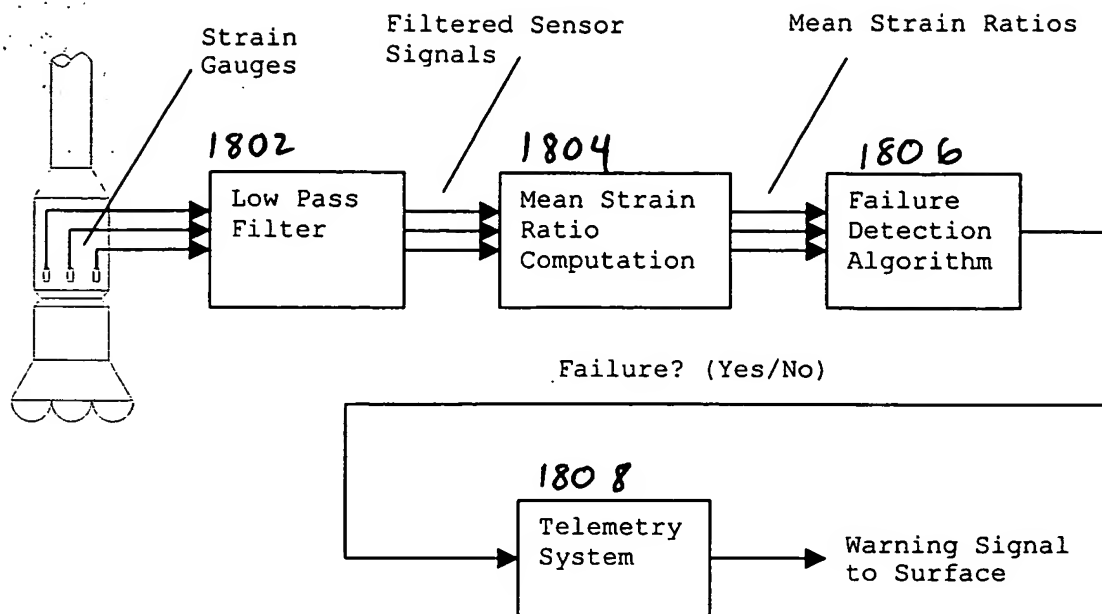 Strain
Gauges
Filtered Sensor
Signals
Mean Strain Ratios
1802
Low Pass
Filter
1804
Mean Strain
Ratio
Computation
1806
Failure
Detection
Algorithm
Failure? (Yes/No)
1808
Telemetry
System
Warning Signal
to Surface